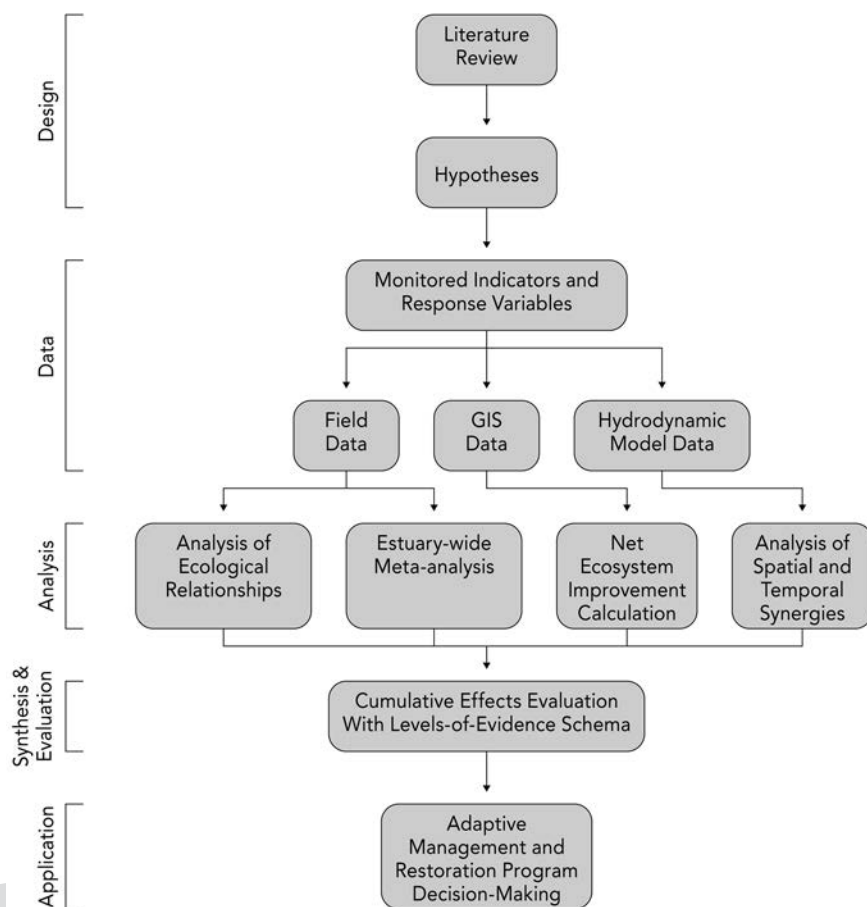 Design
Literature
Review
Hypotheses
Data
Monitored Indicators and
Response Variables
Field
Data
GIS
Data
Hydrodynamic
Model Data
Analysis
Analysis of
Ecological
Relationships
Estuary-wide
Meta-analysis
Net
Ecosystem
Improvement
Calculation
Analysis of
Spatial and
Temporal
Synergies
Synthesis &
Evaluation
Cumulative Effects Evaluation
With Levels-of-Evidence Schema
Application
Adaptive
Management and
Restoration Program
Decision-Making